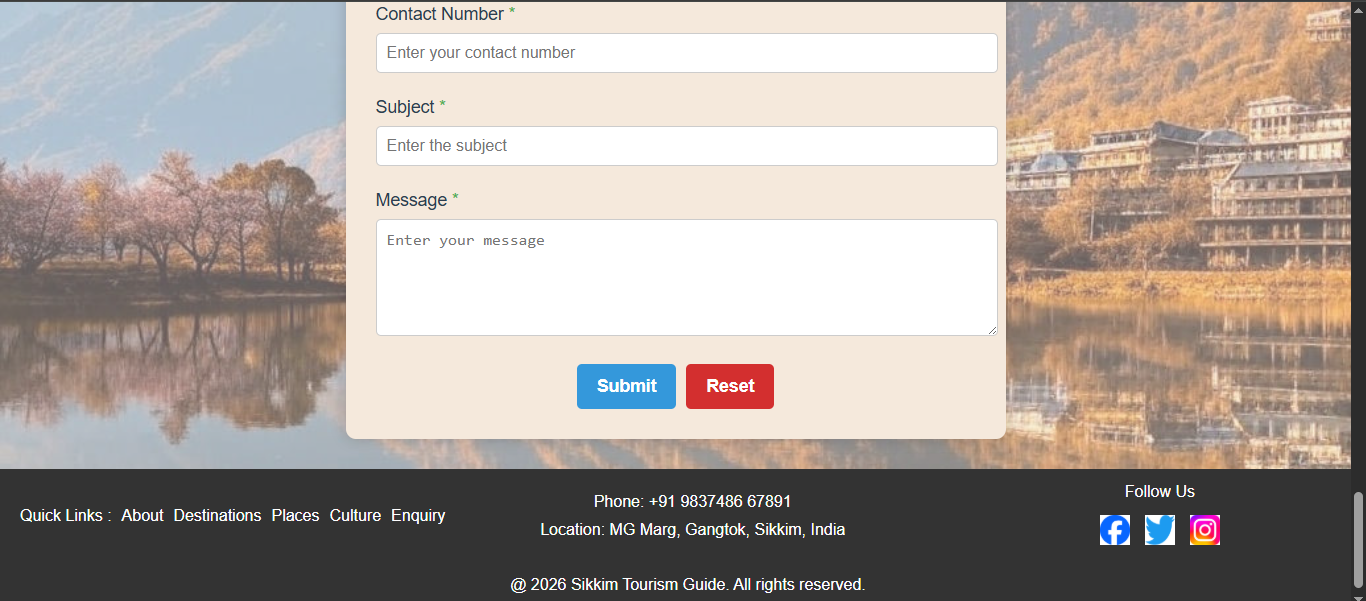 Contact Number *
Enter your contact number
Subject *
Enter the subject
Message *
Enter your message
Submit Reset
Quick Links : About Destinations Places Culture Enquiry
Phone: +91 9837486 67891
Location: MG Marg, Gangtok, Sikkim, India
Follow Us
@ 2026 Sikkim Tourism Guide. All rights reserved.